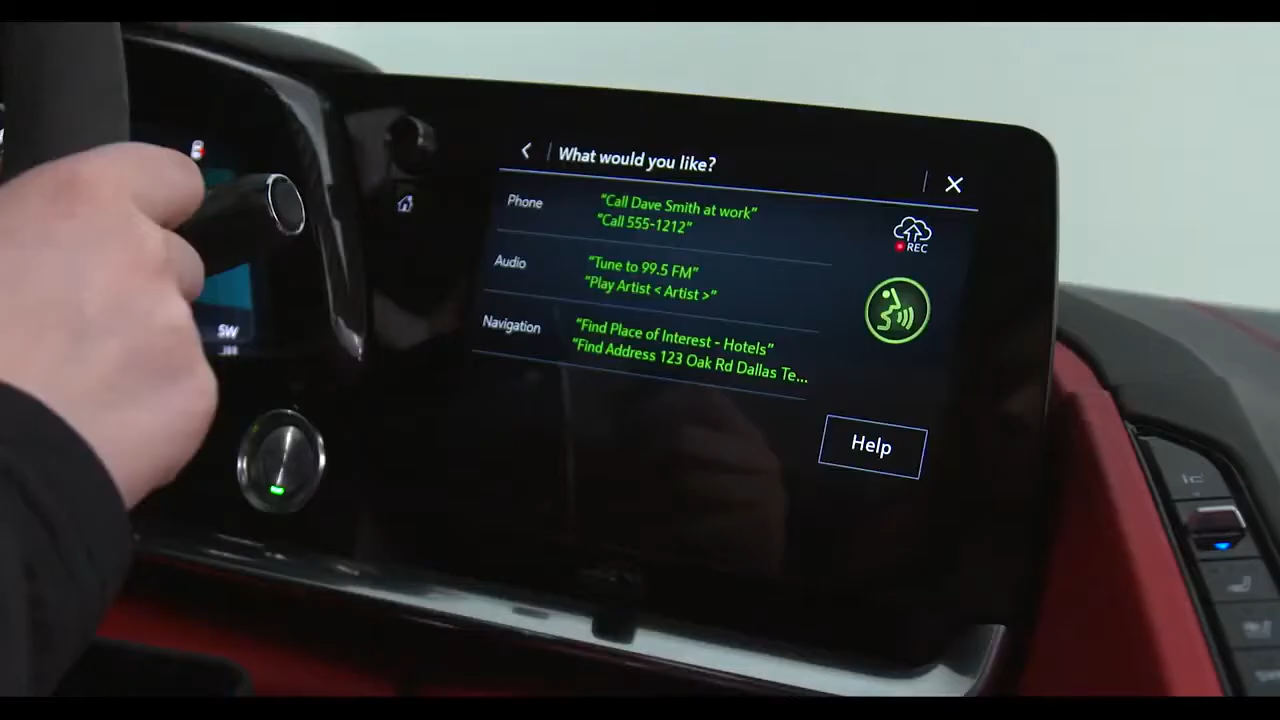 What would you like?
Phone
"Call Dave Smith at work"
"Call 555-1212"
REC
Audio
"Tune to 99.5 FM"
"Play Artist < Artist >"
Navigation
"Find Place of Interest - Hotels"
"Find Address 123 Oak Rd Dallas Te...
Help
SW